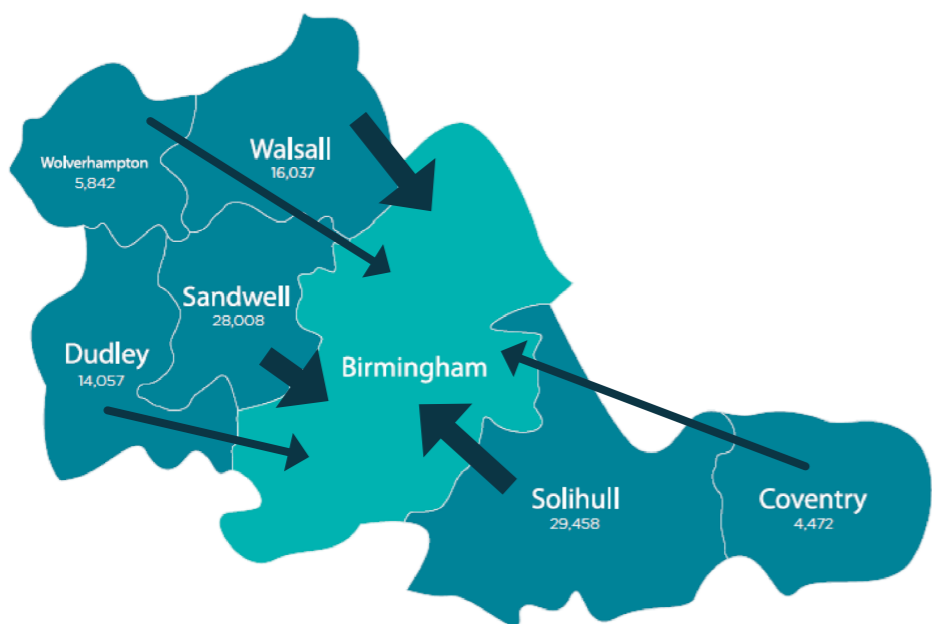 Walsall
16,037
Wolverhampton
5,842
Sandwell
28,008
Dudley
14,057
Birmingham
Solihull
29,458
Coventry
4,472